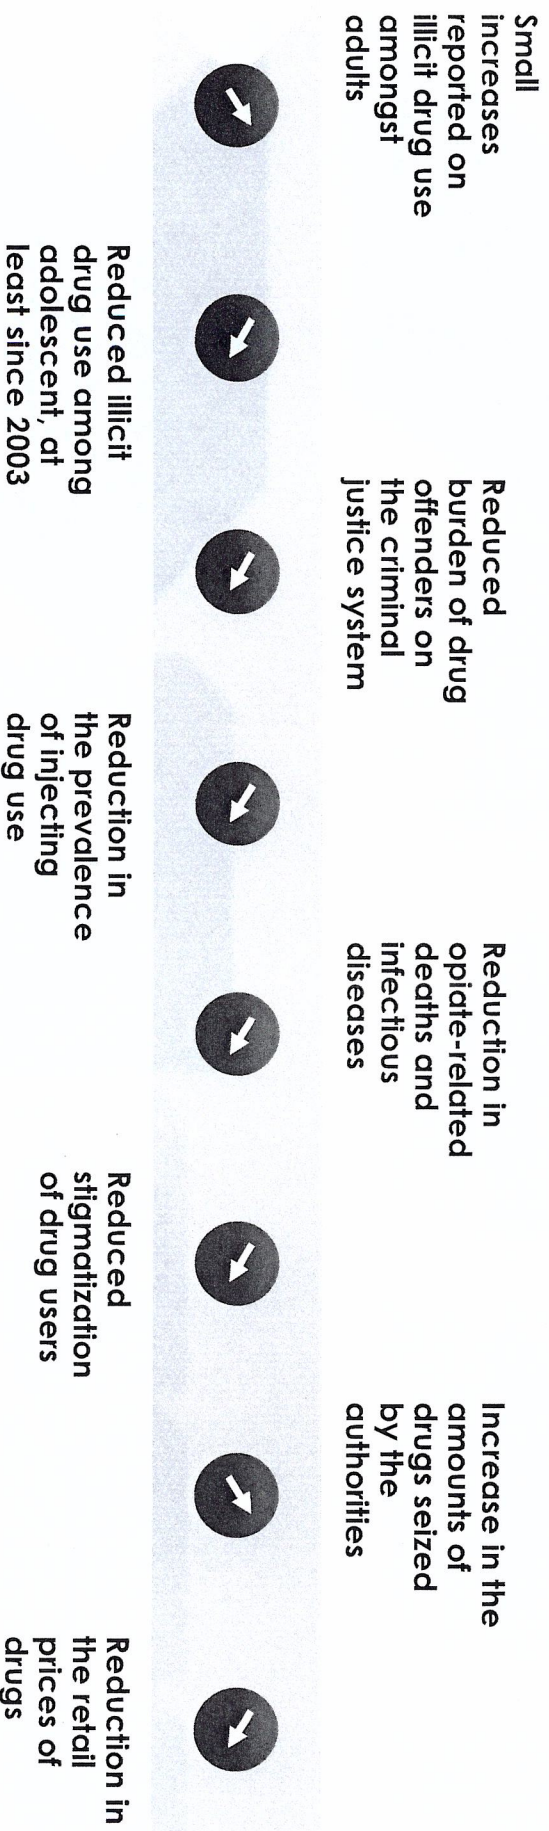 Small
increases
reported on
illicit drug use
amongst
adults
Reduced illicit
drug use among
adolescent, at
least since 2003
Reduced
burden of drug
offenders on
the criminal
justice system
Reduction in
the prevalence
of injecting
drug use
Reduction in
opiate-related
deaths and
infectious
diseases
Reduced
stigmatization
of drug users
Increase in the
amounts of
drugs seized
by the
authorities
Reduction in
the retail
prices of
drugs